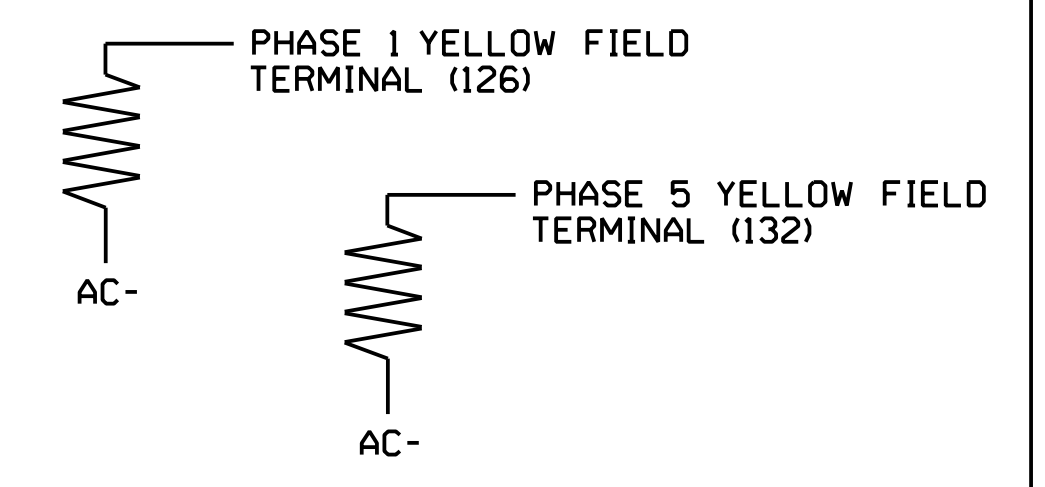 PHASE 1 YELLOW FIELD
TERMINAL (126)
AC-
PHASE 5 YELLOW FIELD
TERMINAL (132)
AC-